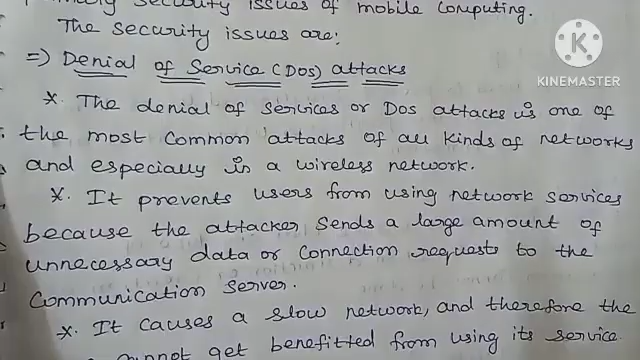 primary security issues of mobile computing.
The security issues are:
=> Denial of Service (DoS) attacks
KINEMASTER
*. The denial of services or Dos attacks is one of
the most common attacks of all kinds of networks
and especially in a wireless network.
*. It prevents users from using network services
because the attacker sends a large amount of
unnecessary data or connection requests to the
communication server.
*. It causes a slow network, and therefore the
cannot get benefitted from using its service.